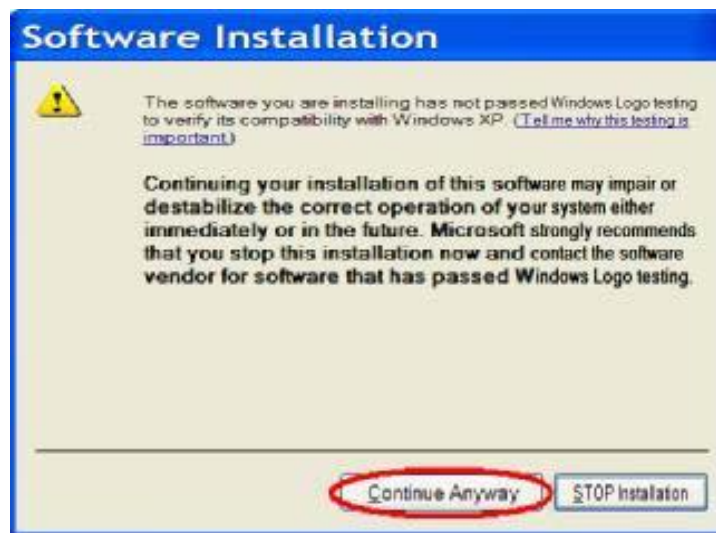 Software Installation
The software you are installing has not passed Windows Logo testing
to verify its compatibility with Windows XP. (Tell me why this testing is
important.)
Continuing your installation of this software may impair or
destabilize the correct operation of your system either
immediately or in the future. Microsoft strongly recommends
that you stop this installation now and contact the software
vendor for software that has passed Windows Logo testing.
Continue Anyway STOP Installation